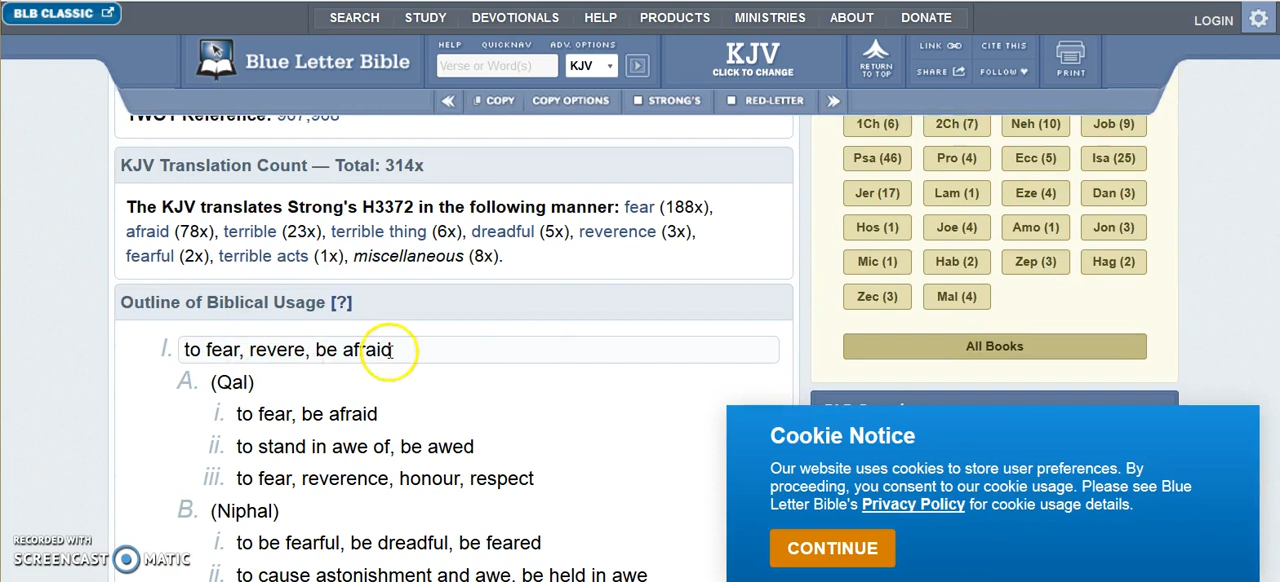 BLB CLASSIC
SEARCH STUDY DEVOTIONALS HELP PRODUCTS MINISTRIES ABOUT DONATE
LOGIN
Blue Letter Bible
HELP QUICKNAV ADV. OPTIONS
Verse or Word(s) KJV
KJV
CLICK TO CHANGE
RETURN
TO TOP
LINK CITE THIS
SHARE FOLLOW
PRINT
COPY COPY OPTIONS STRONG'S RED-LETTER
TWOT Reference: 907,908
KJV Translation Count — Total: 314x
The KJV translates Strong's H3372 in the following manner: fear (188x),
afraid (78x), terrible (23x), terrible thing (6x), dreadful (5x), reverence (3x),
fearful (2x), terrible acts (1x), miscellaneous (8x).
Outline of Biblical Usage [?]
I. to fear, revere, be afraid
A. (Qal)
i. to fear, be afraid
ii. to stand in awe of, be awed
iii. to fear, reverence, honour, respect
B. (Niphal)
i. to be fearful, be dreadful, be feared
ii. to cause astonishment and awe, be held in awe
1Ch (6) 2Ch (7) Neh (10) Job (9)
Psa (46) Pro (4) Ecc (5) Isa (25)
Jer (17) Lam (1) Eze (4) Dan (3)
Hos (1) Joe (4) Amo (1) Jon (3)
Mic (1) Hab (2) Zep (3) Hag (2)
Zec (3) Mal (4)
All Books
Cookie Notice
Our website uses cookies to store user preferences. By
proceeding, you consent to our cookie usage. Please see Blue
Letter Bible's Privacy Policy for cookie usage details.
CONTINUE
RECORDED WITH
SCREENCAST MATIC